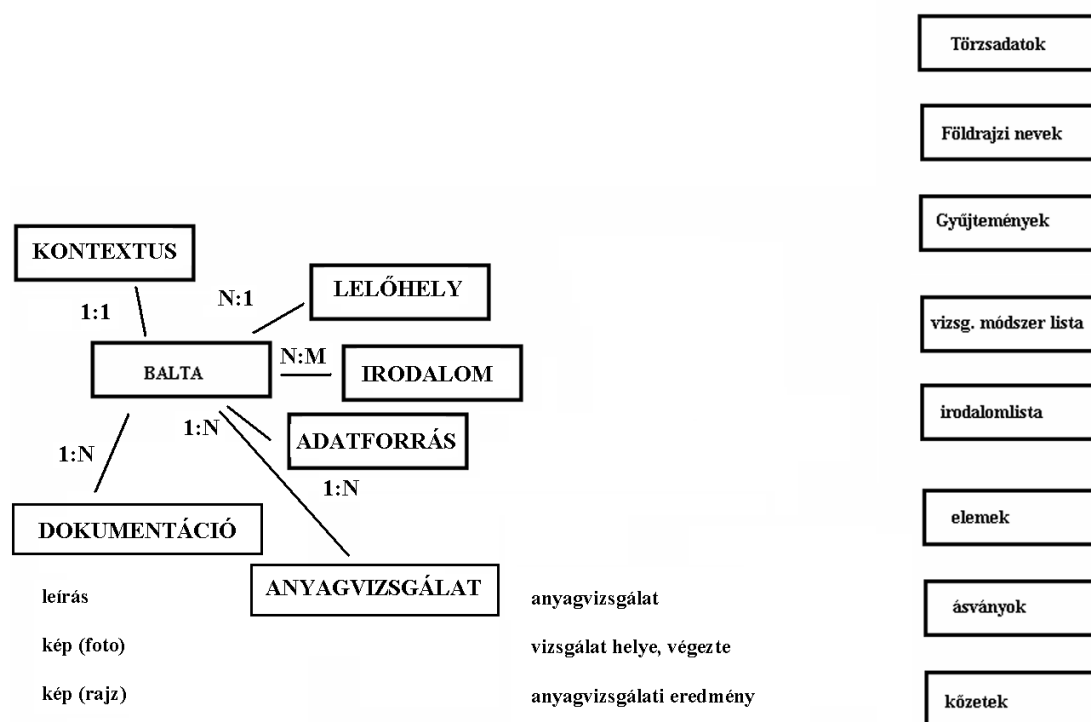 Törzsadatok
Földrajzi nevek
Gyűjtemények
KONTEXTUS
LELŐHELY
N:1
1:1
vizsg. módszer lista
N:M
BALTA
IRODALOM
irodalomlista
1:N
ADATFORRÁS
1:N
1:N
elemek
DOKUMENTÁCIÓ
ANYAGVIZSGÁLAT
leírás
anyagvizsgálat
ásványok
kép (foto)
vizsgálat helye, végezte
kép (rajz)
anyagvizsgálati eredmény
kőzetek